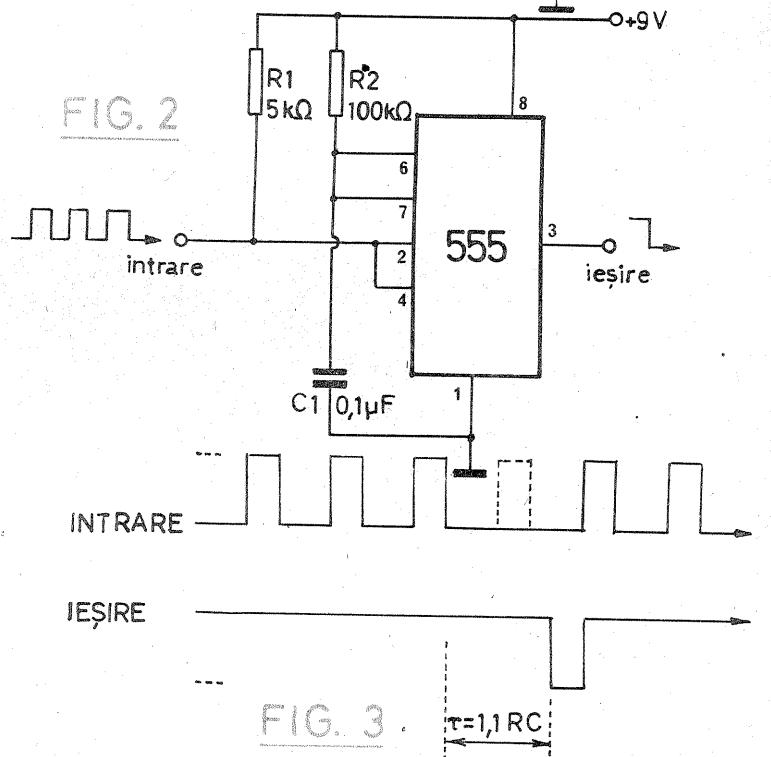 +9V
R1
5kΩ
R2
100kΩ
FIG. 2
8
6
7
2
4
555
3
1
intrare
ieșire
C1 0,1µF
INTRARE
IEȘIRE
τ=1,1 RC
FIG. 3